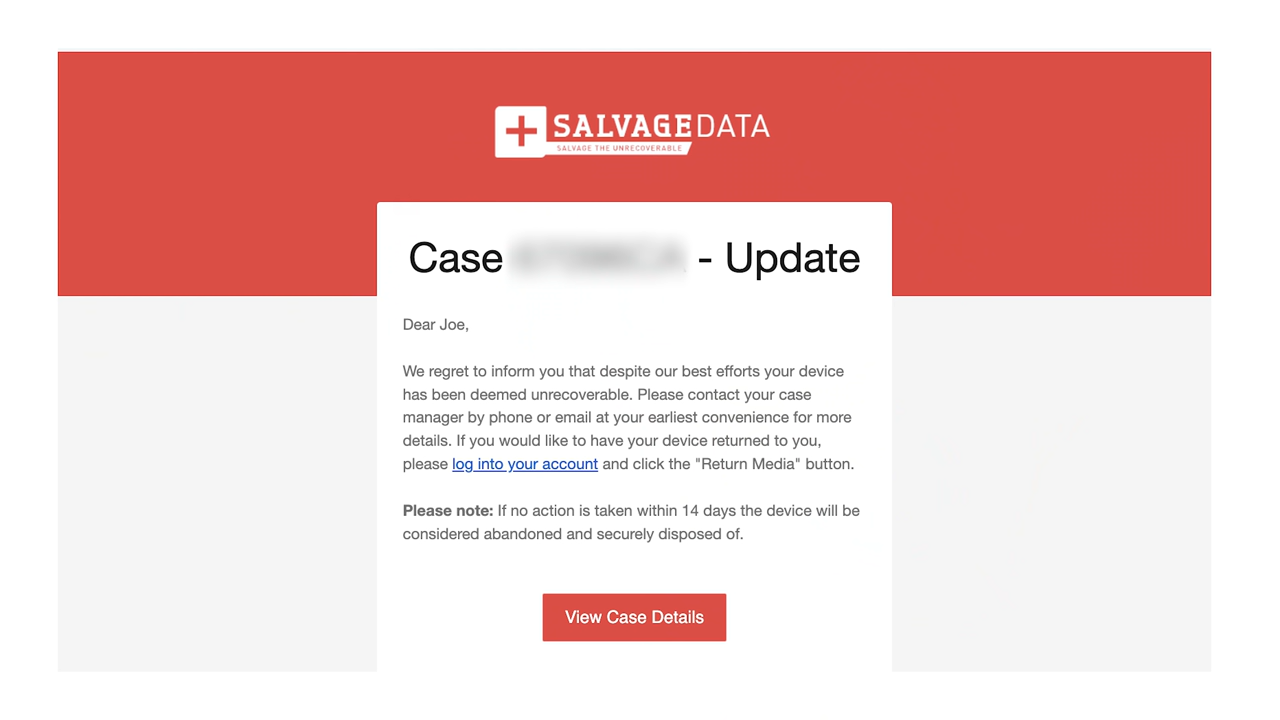 SALVAGEDATA
SALVAGE THE UNRECOVERABLE
Case - Update
Dear Joe,
We regret to inform you that despite our best efforts your device
has been deemed unrecoverable. Please contact your case
manager by phone or email at your earliest convenience for more
details. If you would like to have your device returned to you,
please log into your account and click the "Return Media" button.
Please note: If no action is taken within 14 days the device will be
considered abandoned and securely disposed of.
View Case Details